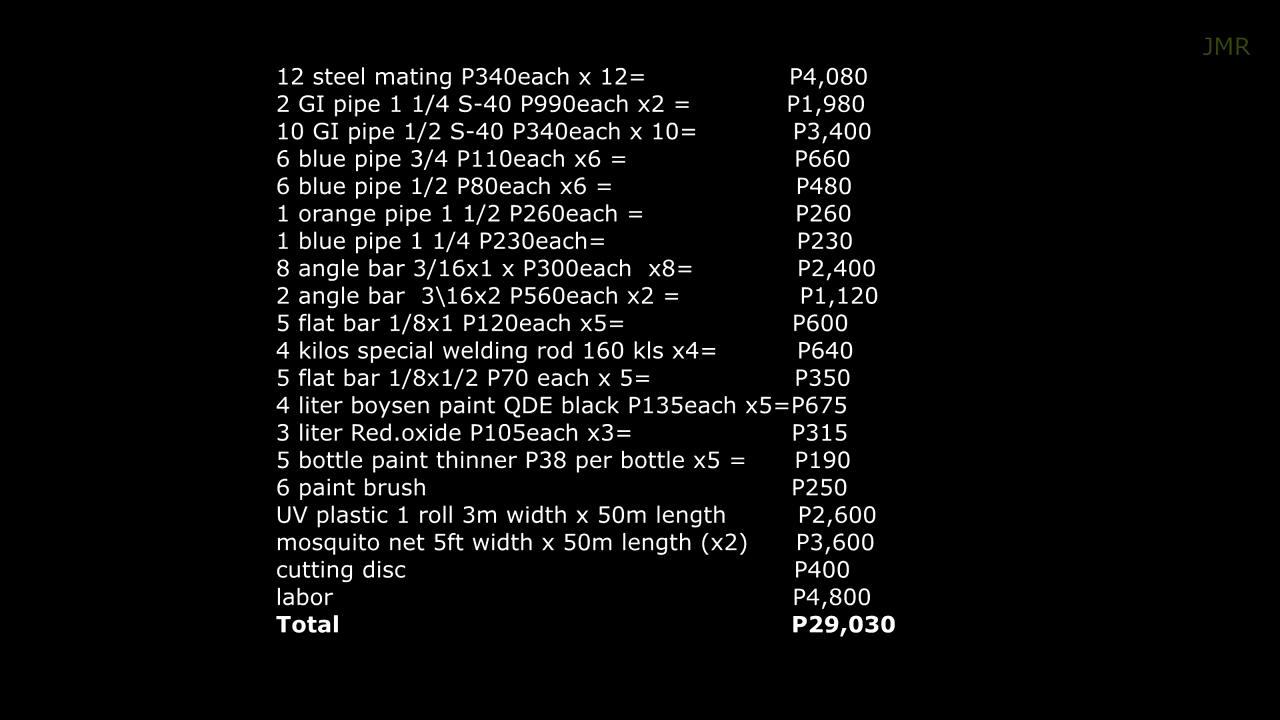 JMR
12 steel mating P340each x 12= P4,080
2 GI pipe 1 1/4 S-40 P990each x2 = P1,980
10 GI pipe 1/2 S-40 P340each x 10= P3,400
6 blue pipe 3/4 P110each x6 = P660
6 blue pipe 1/2 P80each x6 = P480
1 orange pipe 1 1/2 P260each = P260
1 blue pipe 1 1/4 P230each= P230
8 angle bar 3/16x1 x P300each  x8= P2,400
2 angle bar  3\16x2 P560each x2 = P1,120
5 flat bar 1/8x1 P120each x5= P600
4 kilos special welding rod 160 kls x4= P640
5 flat bar 1/8x1/2 P70 each x 5= P350
4 liter boysen paint QDE black P135each x5=P675
3 liter Red.oxide P105each x3= P315
5 bottle paint thinner P38 per bottle x5 = P190
6 paint brush P250
UV plastic 1 roll 3m width x 50m length P2,600
mosquito net 5ft width x 50m length (x2) P3,600
cutting disc P400
labor P4,800
Total P29,030